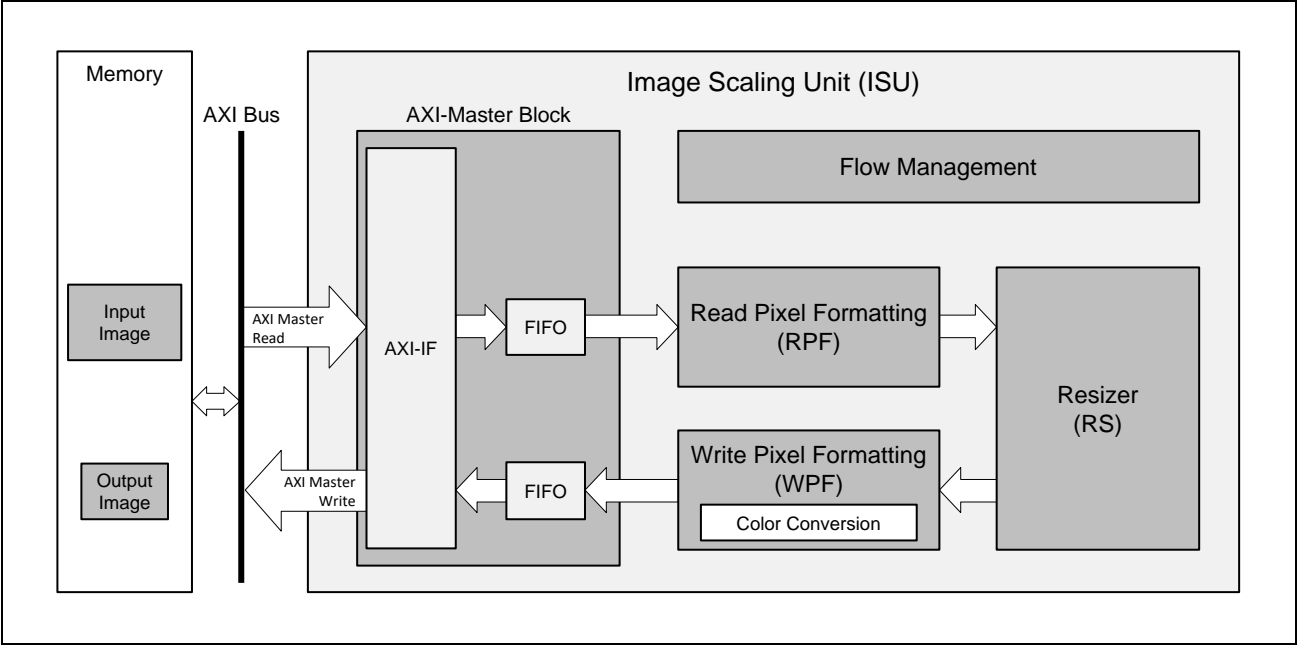 Memory
Input
Image
Output
Image
AXI Bus
Image Scaling Unit (ISU)
AXI-Master Block
Flow Management
AXI Master
Read
AXI-IF
FIFO
Read Pixel Formatting
(RPF)
Resizer
(RS)
AXI Master
Write
FIFO
Write Pixel Formatting
(WPF)
Color Conversion